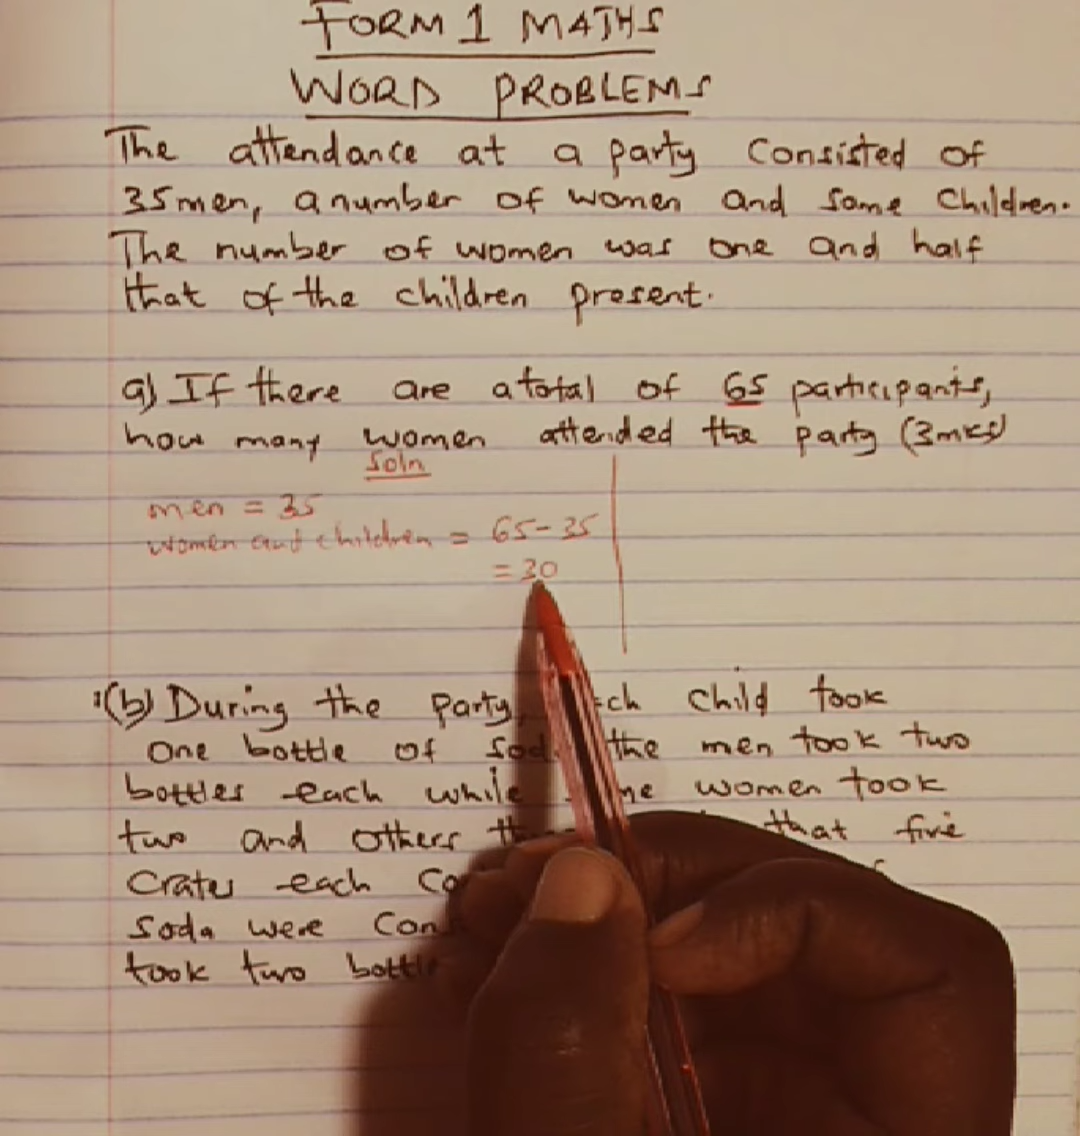 FORM 1 MATHS
WORD PROBLEMS
The attendance at a party consisted of
35men, a number of women and some children.
The number of women was one and half
that of the children present.
a) If there are a total of 65 participants,
how many women attended the party (3mks)
Soln
men = 35
women and children = 65-35
= 30
(b) During the party, child took
one bottle of the men took two
bottles each while women took
two and others that five
Crates each
soda were
took two